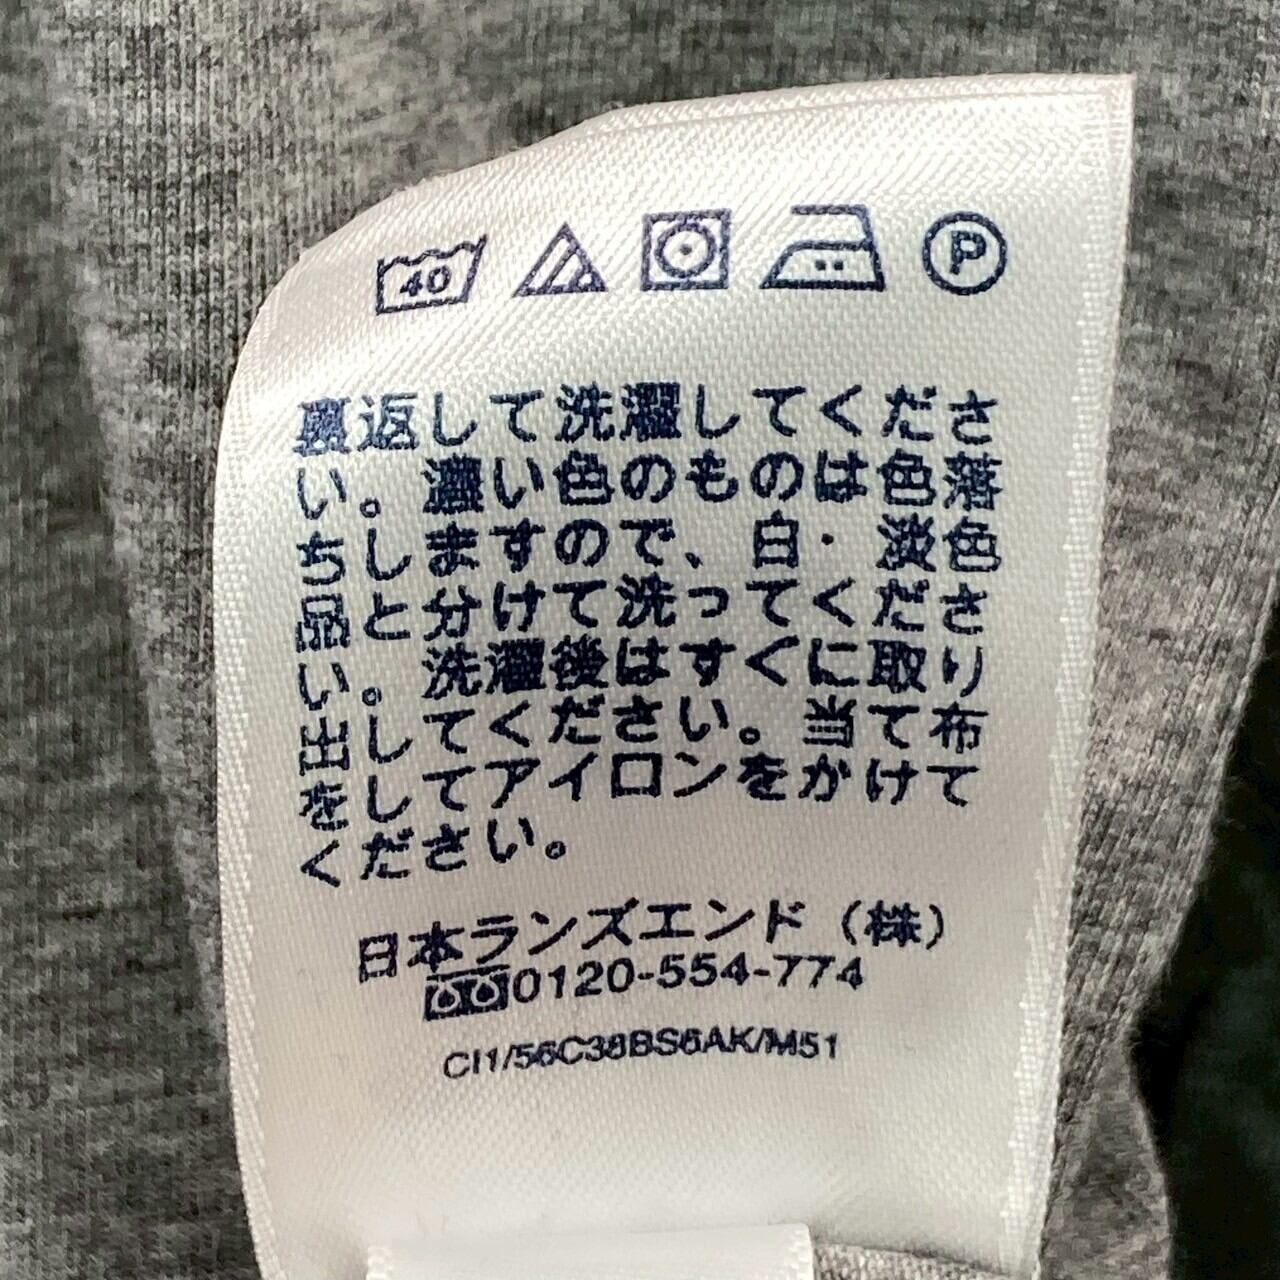 40 P
裏返して洗濯してくださ
い。濃い色のものは色落
ちしますので、白・淡色
品と分けて洗ってくださ
い。洗濯後はすぐに取り
出してください。当て布
をしてアイロンをかけて
ください。
日本ランズエンド（株）
0120-554-774
CI1/56C38BS6AK/M51